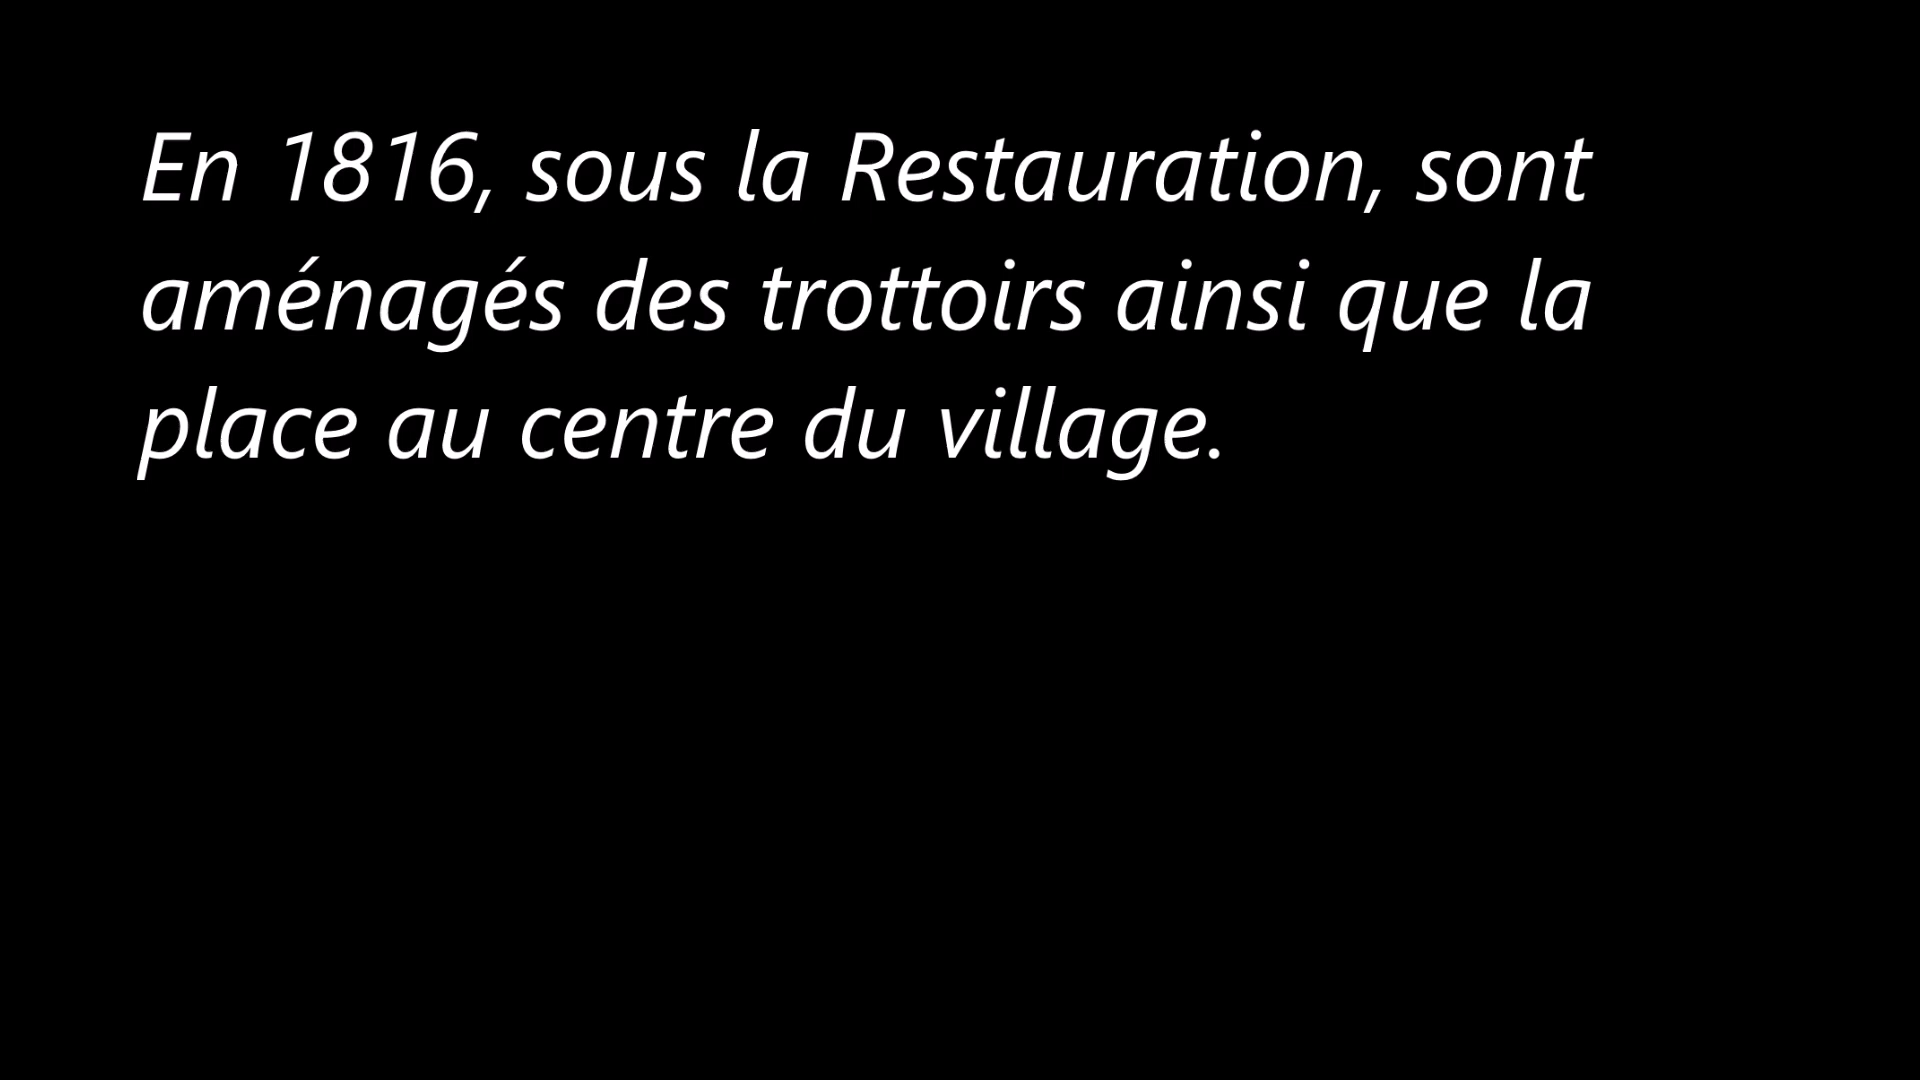 En 1816, sous la Restauration, sont
aménagés des trottoirs ainsi que la
place au centre du village.